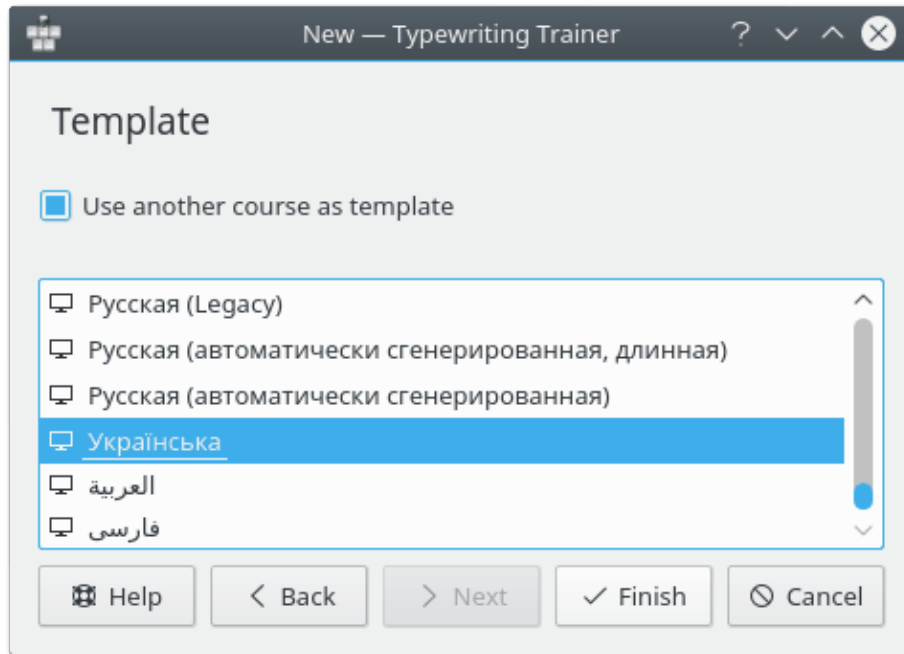 New — Typewriting Trainer
Template
Use another course as template
Русская (Legacy)
Русская (автоматически сгенерированная, длинная)
Русская (автоматически сгенерированная)
Українська
العربية
فارسی
Help Back Next Finish Cancel